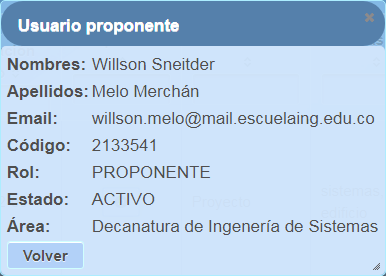 Usuario proponente
Nombres: Willson Sneitder
Apellidos: Melo Merchán
Email: willson.melo@mail.escuelaing.edu.co
Código: 2133541
Rol: PROPONENTE
Estado: ACTIVO
Área: Decanatura de Ingenería de Sistemas
Volver